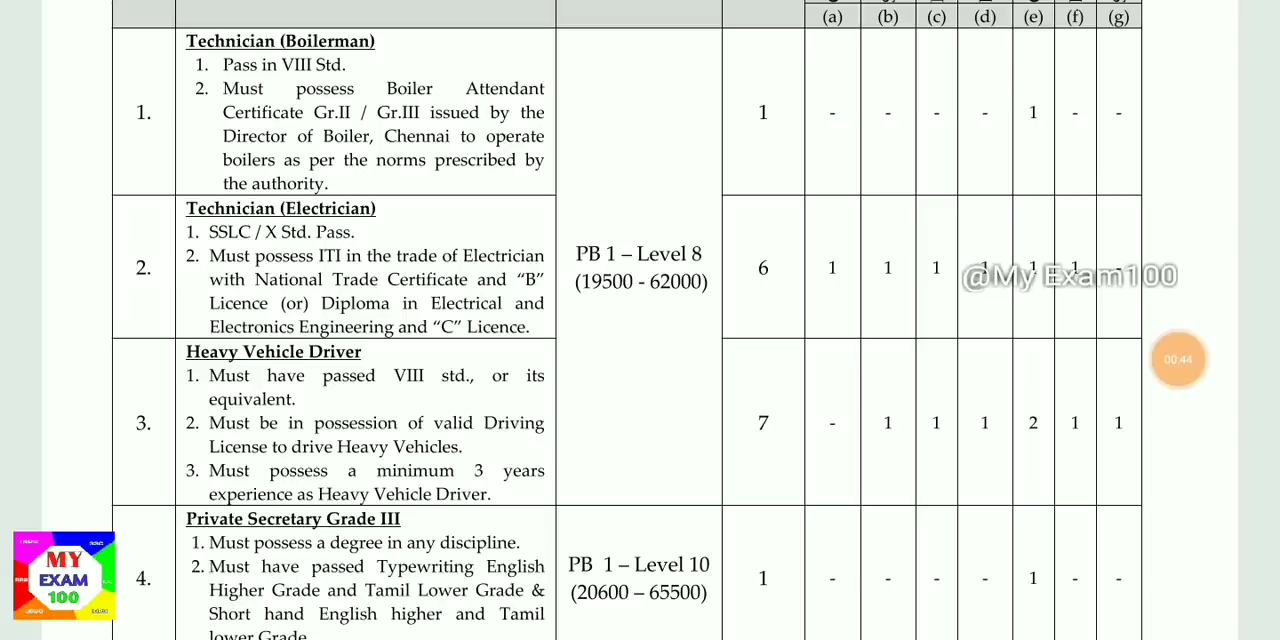 (a) (b) (c) (d) (e) (f) (g)
Technician (Boilerman)
1. Pass in VIII Std.
2. Must possess Boiler Attendant
Certificate Gr.II / Gr.III issued by the
1. 1 - - - - 1 - -
Director of Boiler, Chennai to operate
boilers as per the norms prescribed by
the authority.
Technician (Electrician)
1. SSLC / X Std. Pass.
2. Must possess ITI in the trade of Electrician
PB 1 – Level 8
2. 6 1 1 1 1 1 1 -
@My Exam100
with National Trade Certificate and “B”
(19500 - 62000)
Licence (or) Diploma in Electrical and
Electronics Engineering and “C” Licence.
Heavy Vehicle Driver
00:44
1. Must have passed VIII std., or its
equivalent.
3. 7 - 1 1 1 2 1 1
2. Must be in possession of valid Driving
License to drive Heavy Vehicles.
3. Must possess a minimum 3 years
experience as Heavy Vehicle Driver.
Private Secretary Grade III
1. Must possess a degree in any discipline.
2. Must have passed Typewriting English
PB 1 – Level 10
4. 1 - - - - 1 - -
Higher Grade and Tamil Lower Grade &
(20600 – 65500)
Short hand English higher and Tamil
lower Grade
MY
EXAM
100